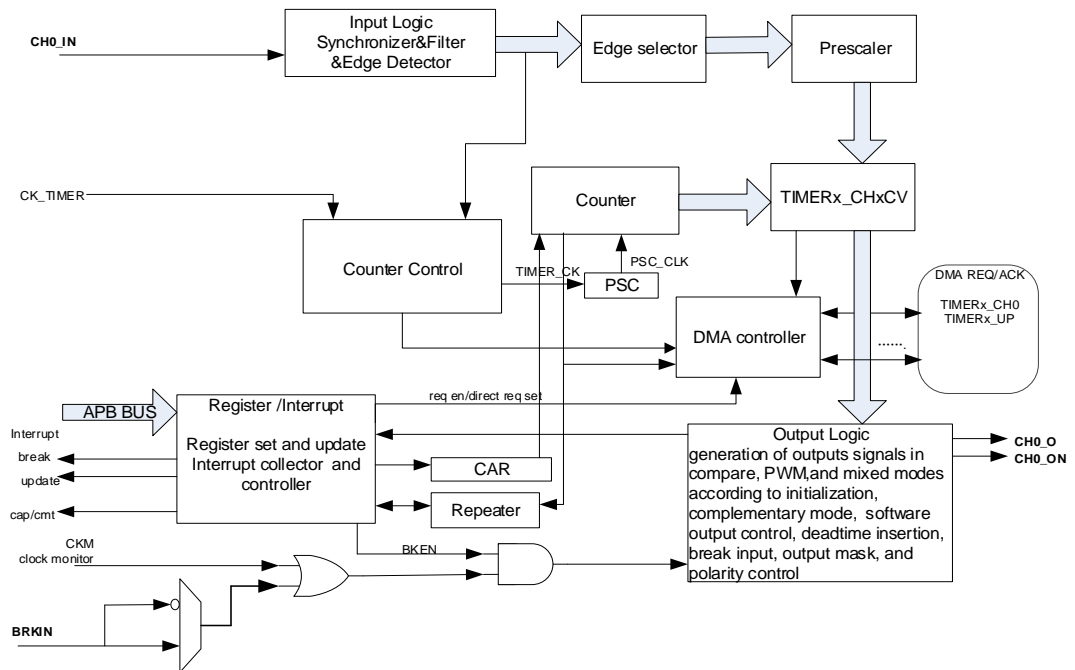 CH0_IN
Input Logic
Synchronizer&Filter
&Edge Detector
Edge selector
Prescaler
CK_TIMER
Counter Control
Counter
TIMERx_CHxCV
TIMER_CK
PSC_CLK
PSC
DMA REQ/ACK
TIMERx_CH0
TIMERx_UP
…….
DMA controller
APB BUS
Register /Interrupt
Register set and update
Interrupt collector and
controller
req en/direct req set
Interrupt
break
update
cap/cmt
CAR
Repeater
Output Logic
generation of outputs signals in
compare, PWM,and mixed modes
according to initialization,
complementary mode, software
output control, deadtime insertion,
break input, output mask, and
polarity control
CH0_O
CH0_ON
CKM
clock monitor
BKEN
BRKIN